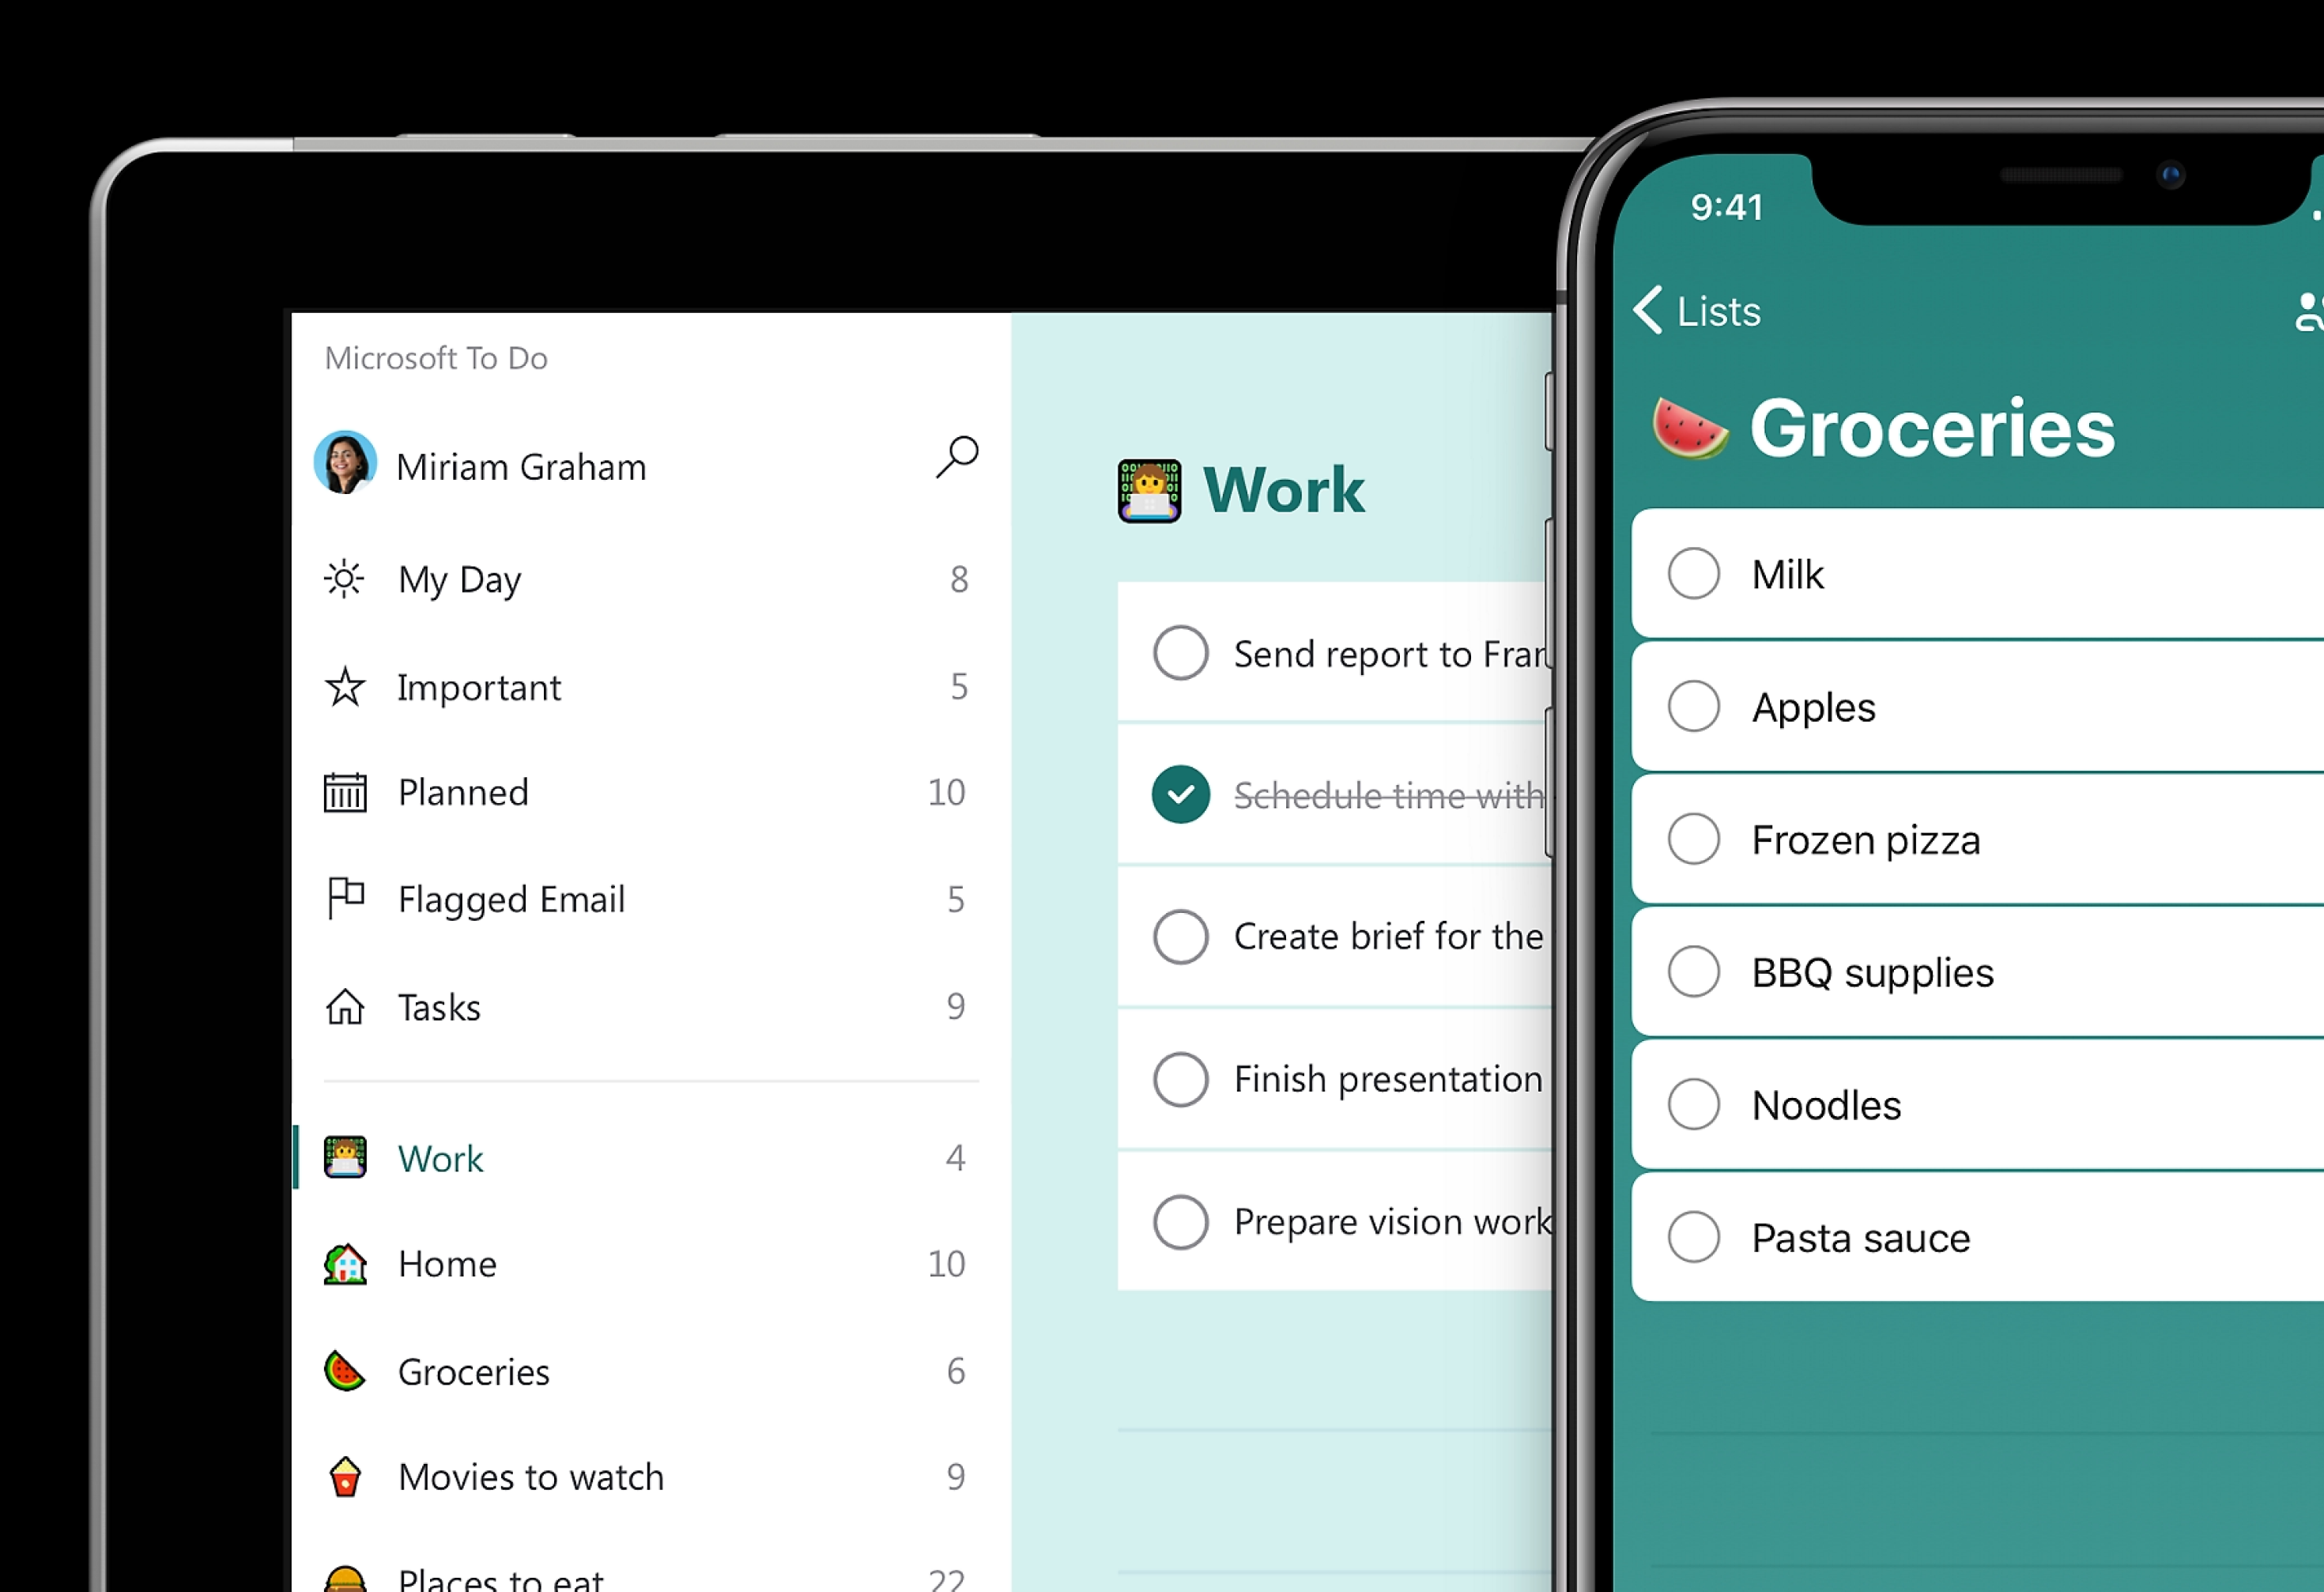 Microsoft To Do
Miriam Graham
My Day 8
Important 5
Planned 10
Flagged Email 5
Tasks 9
Work 4
Home 10
Groceries 6
Movies to watch 9
Places to eat 22
Work
Send report to
Schedule time with
Create brief for the
Finish presentation
Prepare vision
9:41
Lists
Groceries
Milk
Apples
Frozen pizza
BBQ supplies
Noodles
Pasta sauce